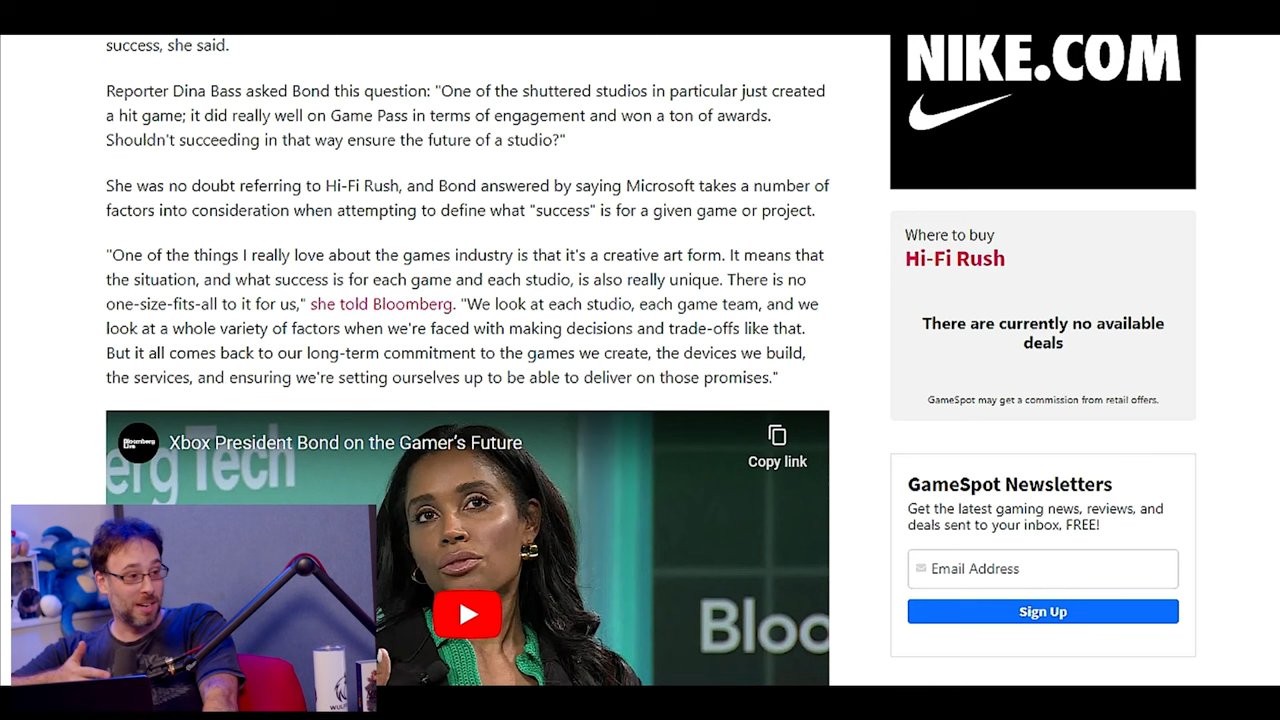 success, she said.
Reporter Dina Bass asked Bond this question: "One of the shuttered studios in particular just created
a hit game; it did really well on Game Pass in terms of engagement and won a ton of awards.
Shouldn't succeeding in that way ensure the future of a studio?"
She was no doubt referring to Hi-Fi Rush, and Bond answered by saying Microsoft takes a number of
factors into consideration when attempting to define what "success" is for a given game or project.
"One of the things I really love about the games industry is that it's a creative art form. It means that
the situation, and what success is for each game and each studio, is also really unique. There is no
one-size-fits-all to it for us," she told Bloomberg. "We look at each studio, each game team, and we
look at a whole variety of factors when we're faced with making decisions and trade-offs like that.
But it all comes back to our long-term commitment to the games we create, the devices we build,
the services, and ensuring we're setting ourselves up to be able to deliver on those promises."
Bloomberg
Live
Xbox President Bond on the Gamer's Future
Copy link
erg Tech
Bloo
NIKE.COM
Where to buy
Hi-Fi Rush
There are currently no available
deals
GameSpot may get a commission from retail offers.
GameSpot Newsletters
Get the latest gaming news, reviews, and
deals sent to your inbox, FREE!
Email Address
Sign Up